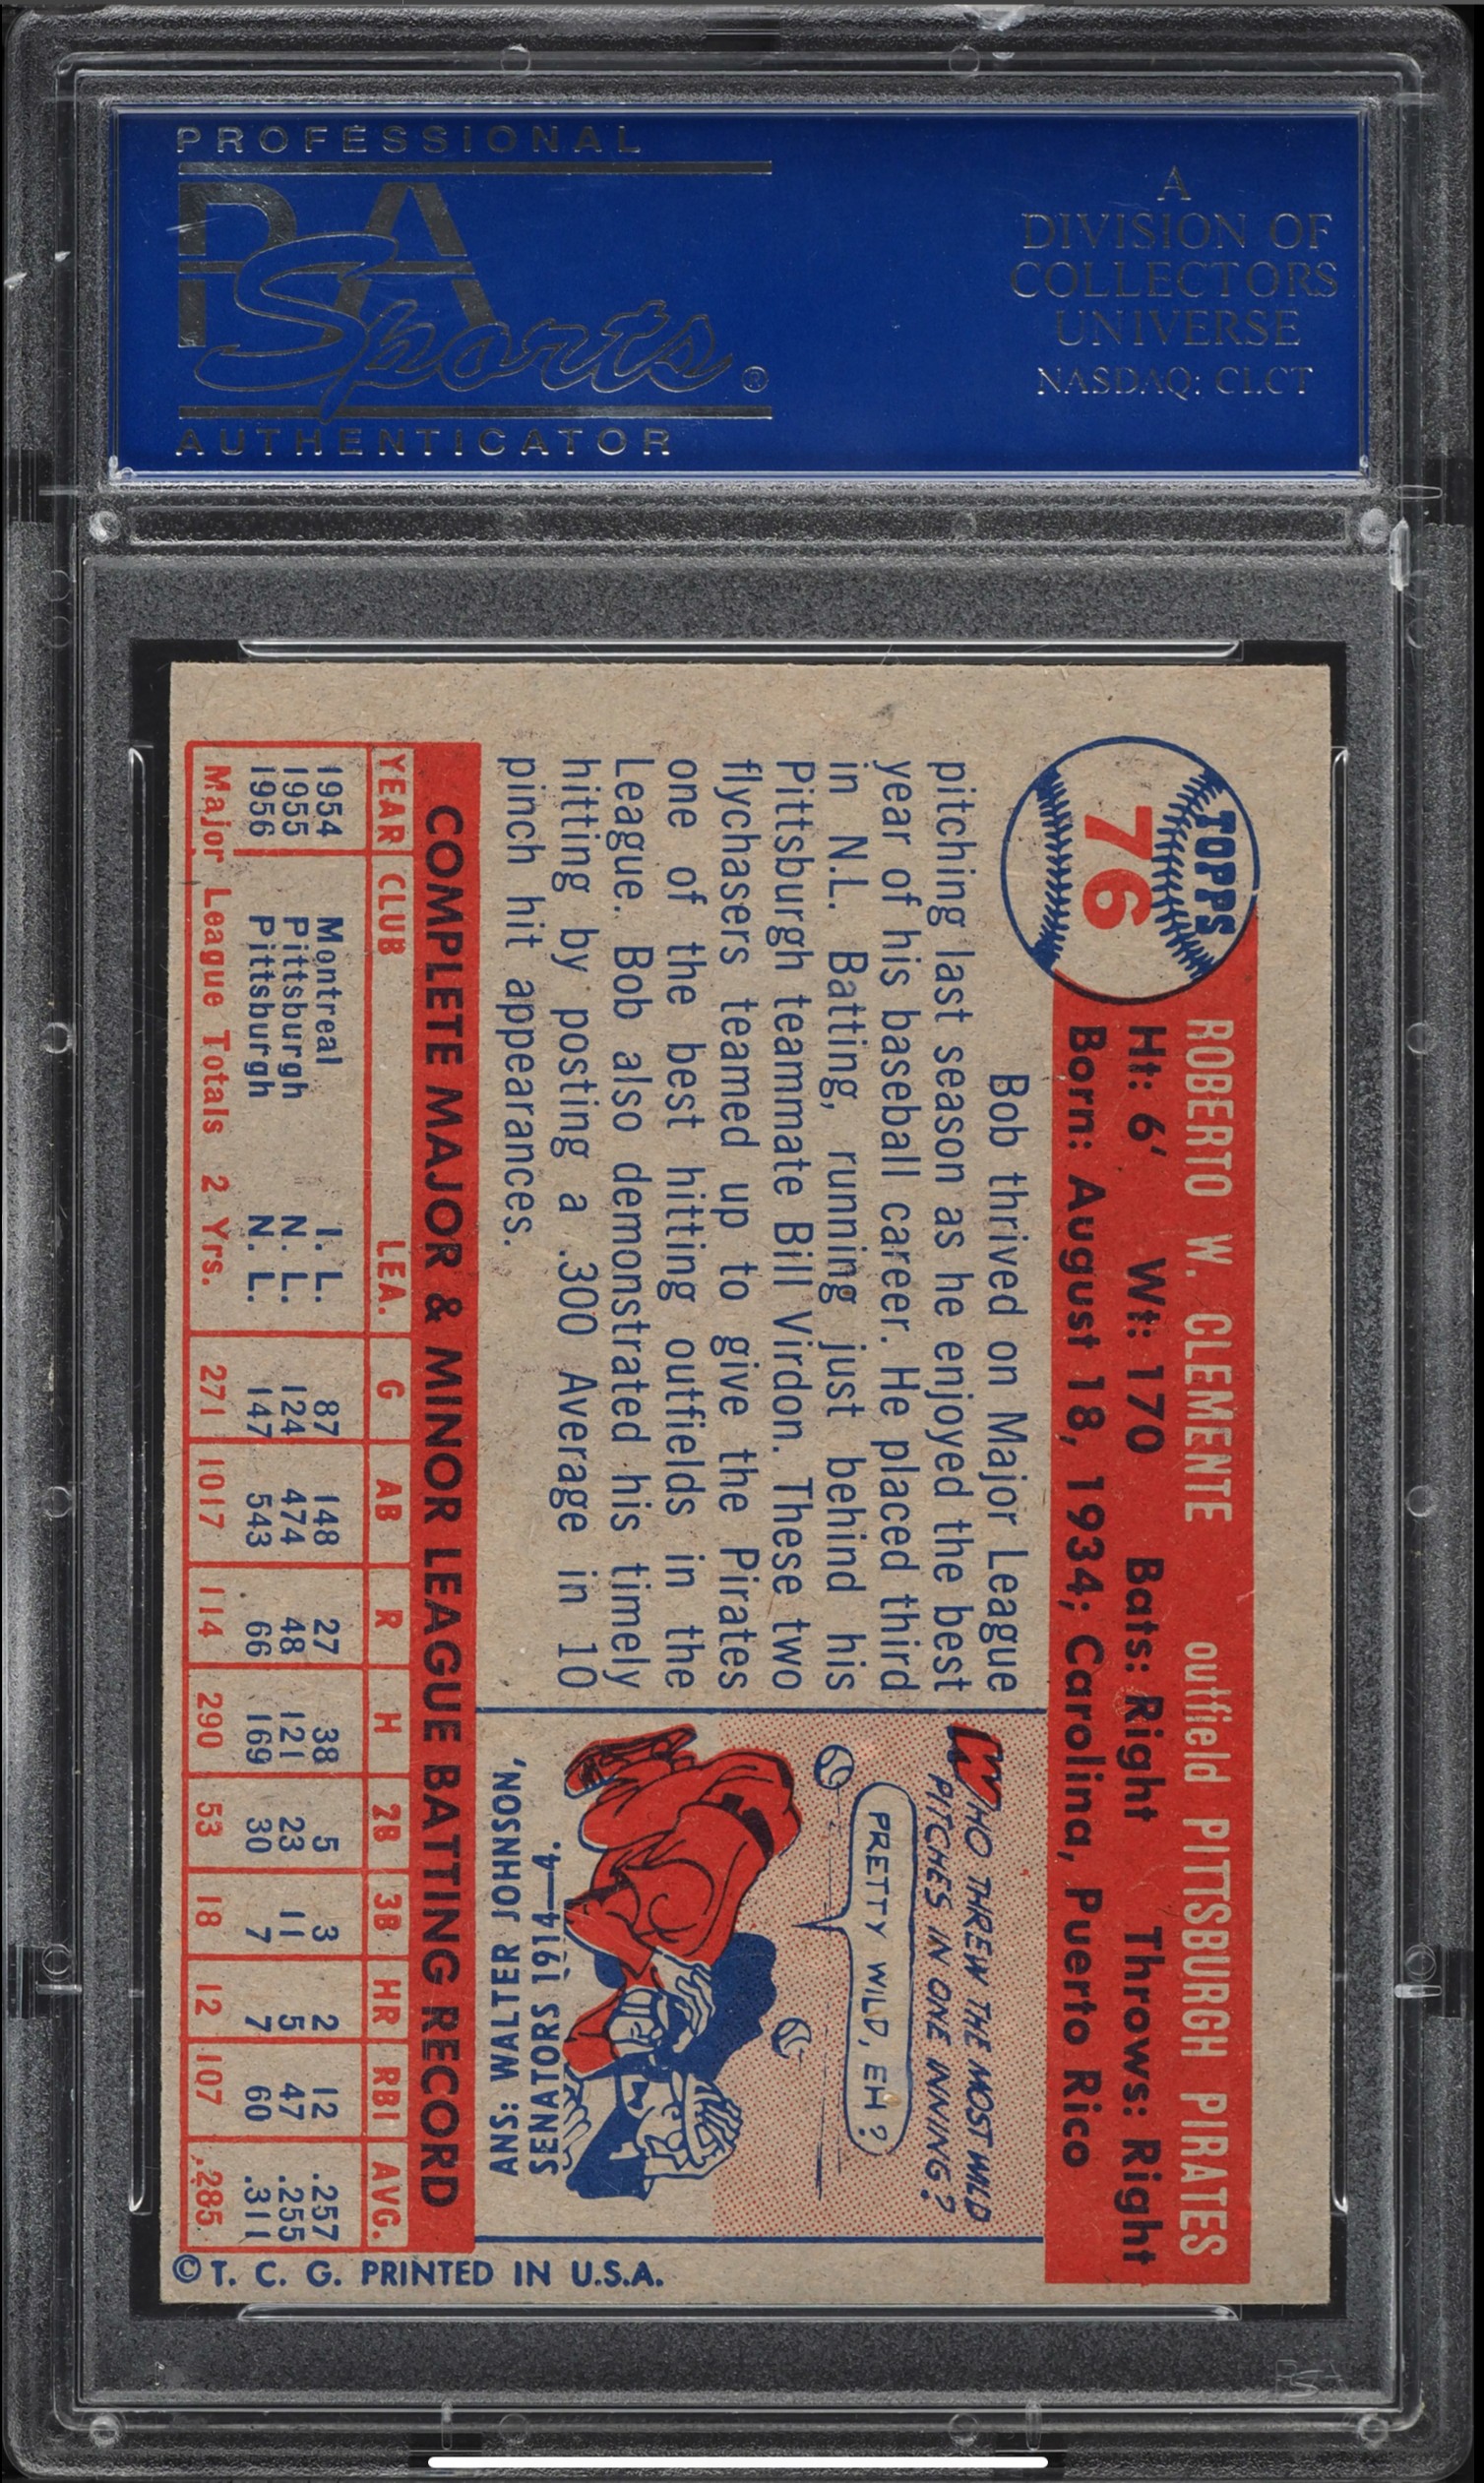 PROFESSIONAL
PSA
Sports®
AUTHENTICATOR
A
DIVISION OF
COLLECTORS
UNIVERSE
NASDAQ: CLCT
TOPPS
76
ROBERTO W. CLEMENTE outfield PITTSBURGH PIRATES
Ht: 6' Wt: 170 Bats: Right Throws: Right
Born: August 18, 1934; Carolina, Puerto Rico
Bob thrived on Major League
pitching last season as he enjoyed the best
year of his baseball career. He placed third
in N.L. Batting, running just behind his
Pittsburgh teammate Bill Virdon. These two
flychasers teamed up to give the Pirates
one of the best hitting outfields in the
League. Bob also demonstrated his timely
hitting by posting a .300 Average in 10
pinch hit appearances.
WHO THREW THE MOST WILD
PITCHES IN ONE INNING?
PRETTY WILD, EH?
ANS: WALTER JOHNSON,
SENATORS 1914—4.
COMPLETE MAJOR & MINOR LEAGUE BATTING RECORD
YEAR CLUB LEA. G AB R H 2B 3B HR RBI AVG.
1954 Montreal I. L. 87 148 27 38 5 3 2 12 .257
1955 Pittsburgh N. L. 124 474 48 121 23 11 5 47 .255
1956 Pittsburgh N. L. 147 543 66 169 30 7 7 60 .311
Major League Totals 2 Yrs. 271 1017 114 290 53 18 12 107 .285
©T. C. G. PRINTED IN U.S.A.
PSA